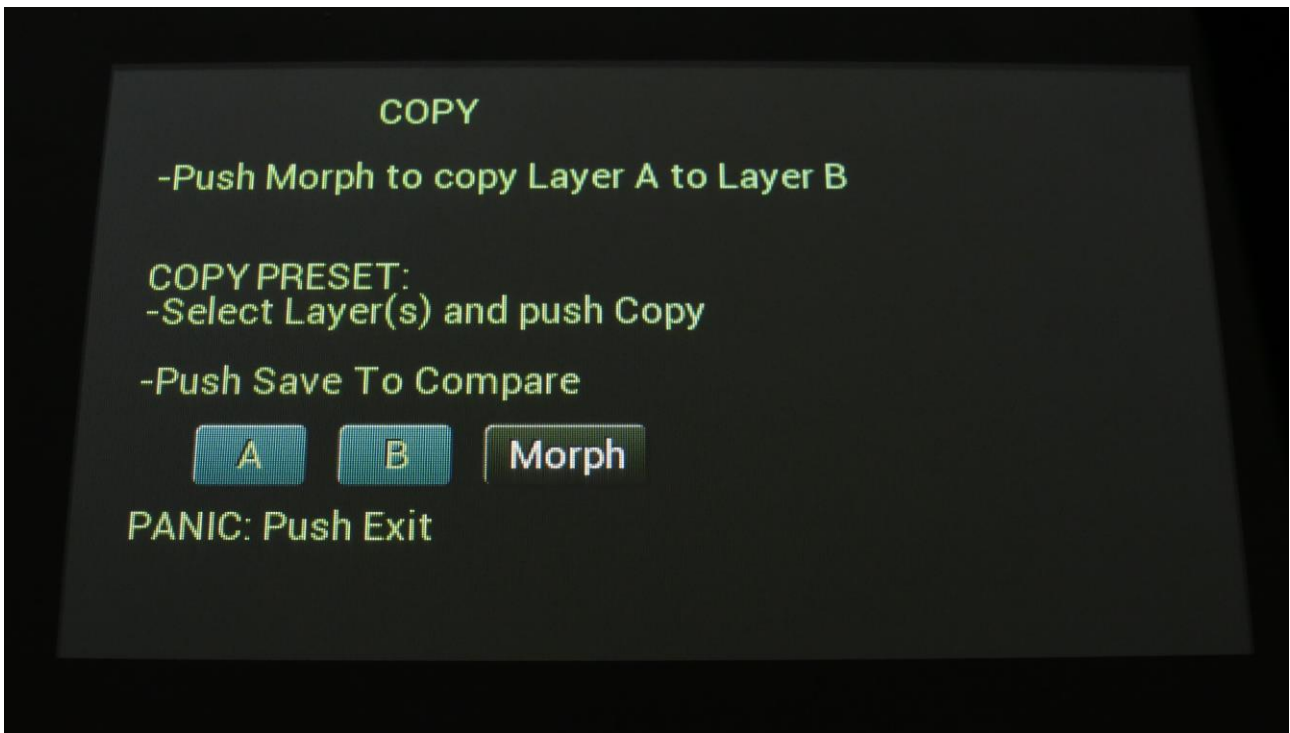 COPY
-Push Morph to copy Layer A to Layer B
COPY PRESET:
-Select Layer(s) and push Copy
-Push Save To Compare
A B Morph
PANIC: Push Exit